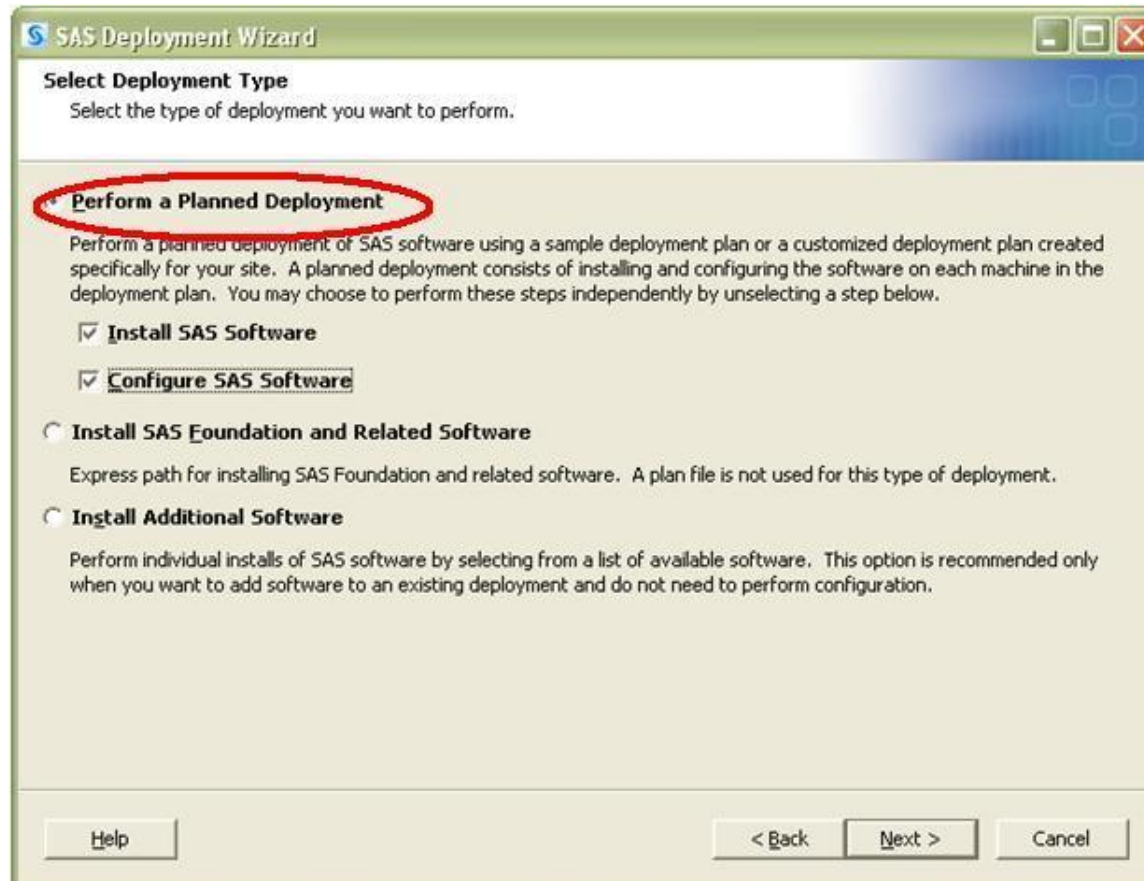 SAS Deployment Wizard
Select Deployment Type
Select the type of deployment you want to perform.
Perform a Planned Deployment
Perform a planned deployment of SAS software using a sample deployment plan or a customized deployment plan created
specifically for your site. A planned deployment consists of installing and configuring the software on each machine in the
deployment plan. You may choose to perform these steps independently by unselecting a step below.
Install SAS Software
Configure SAS Software
Install SAS Foundation and Related Software
Express path for installing SAS Foundation and related software. A plan file is not used for this type of deployment.
Install Additional Software
Perform individual installs of SAS software by selecting from a list of available software. This option is recommended only
when you want to add software to an existing deployment and do not need to perform configuration.
Help < Back Next > Cancel